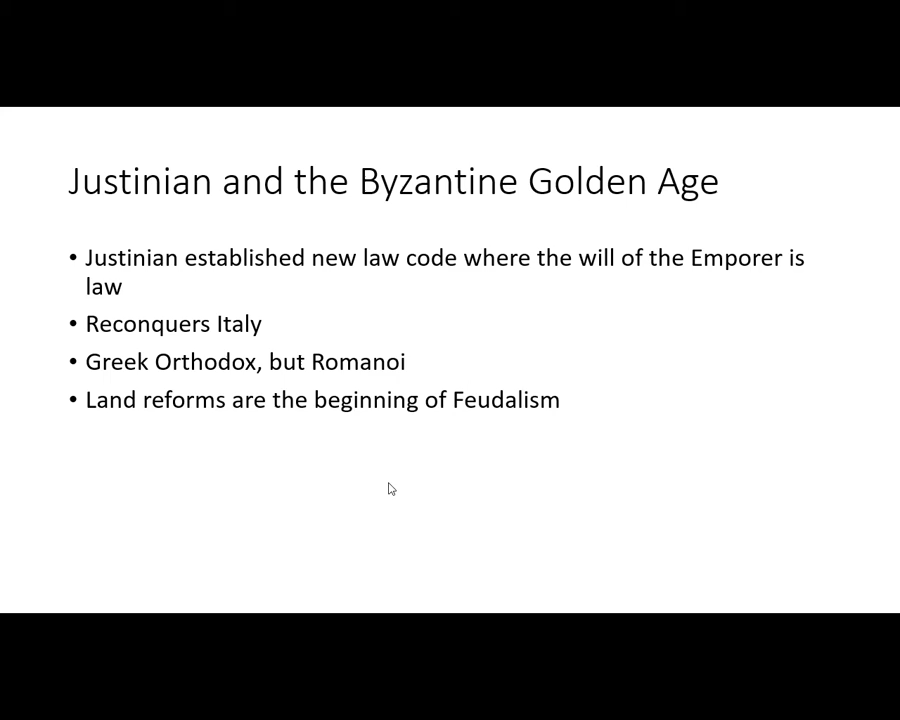 Justinian and the Byzantine Golden Age
• Justinian established new law code where the will of the Emporer is
law
• Reconquers Italy
• Greek Orthodox, but Romanoi
• Land reforms are the beginning of Feudalism